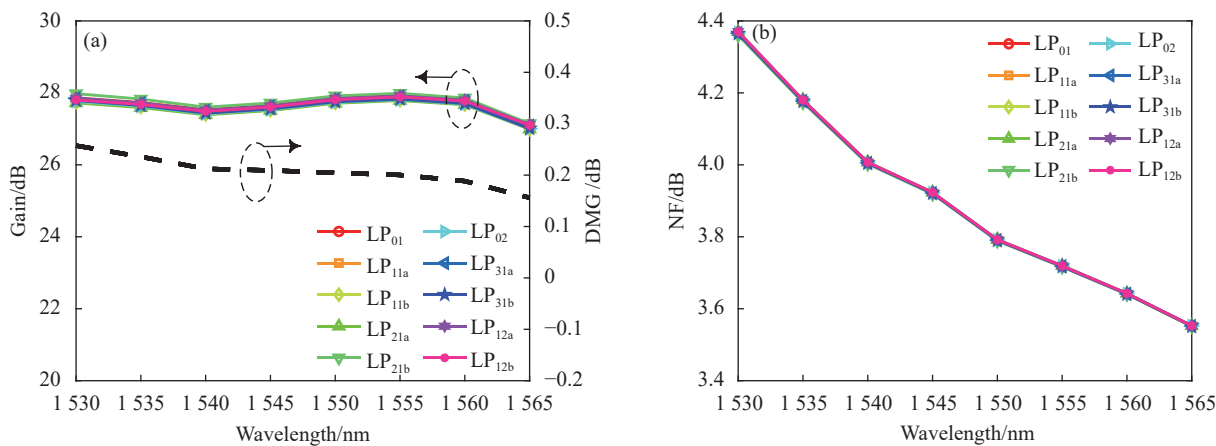 (a)
30
28
26
24
22
20
Gain/dB
0.5
0.4
0.3
0.2
0.1
0
−0.1
−0.2
DMG /dB
LP01 LP02
LP11a LP31a
LP11b LP31b
LP21a LP12a
LP21b LP12b
1 530 1 535 1 540 1 545 1 550 1 555 1 560 1 565
Wavelength/nm
(b)
4.4
4.2
4.0
3.8
3.6
3.4
NF/dB
LP01 LP02
LP11a LP31a
LP11b LP31b
LP21a LP12a
LP21b LP12b
1 530 1 535 1 540 1 545 1 550 1 555 1 560 1 565
Wavelength/nm